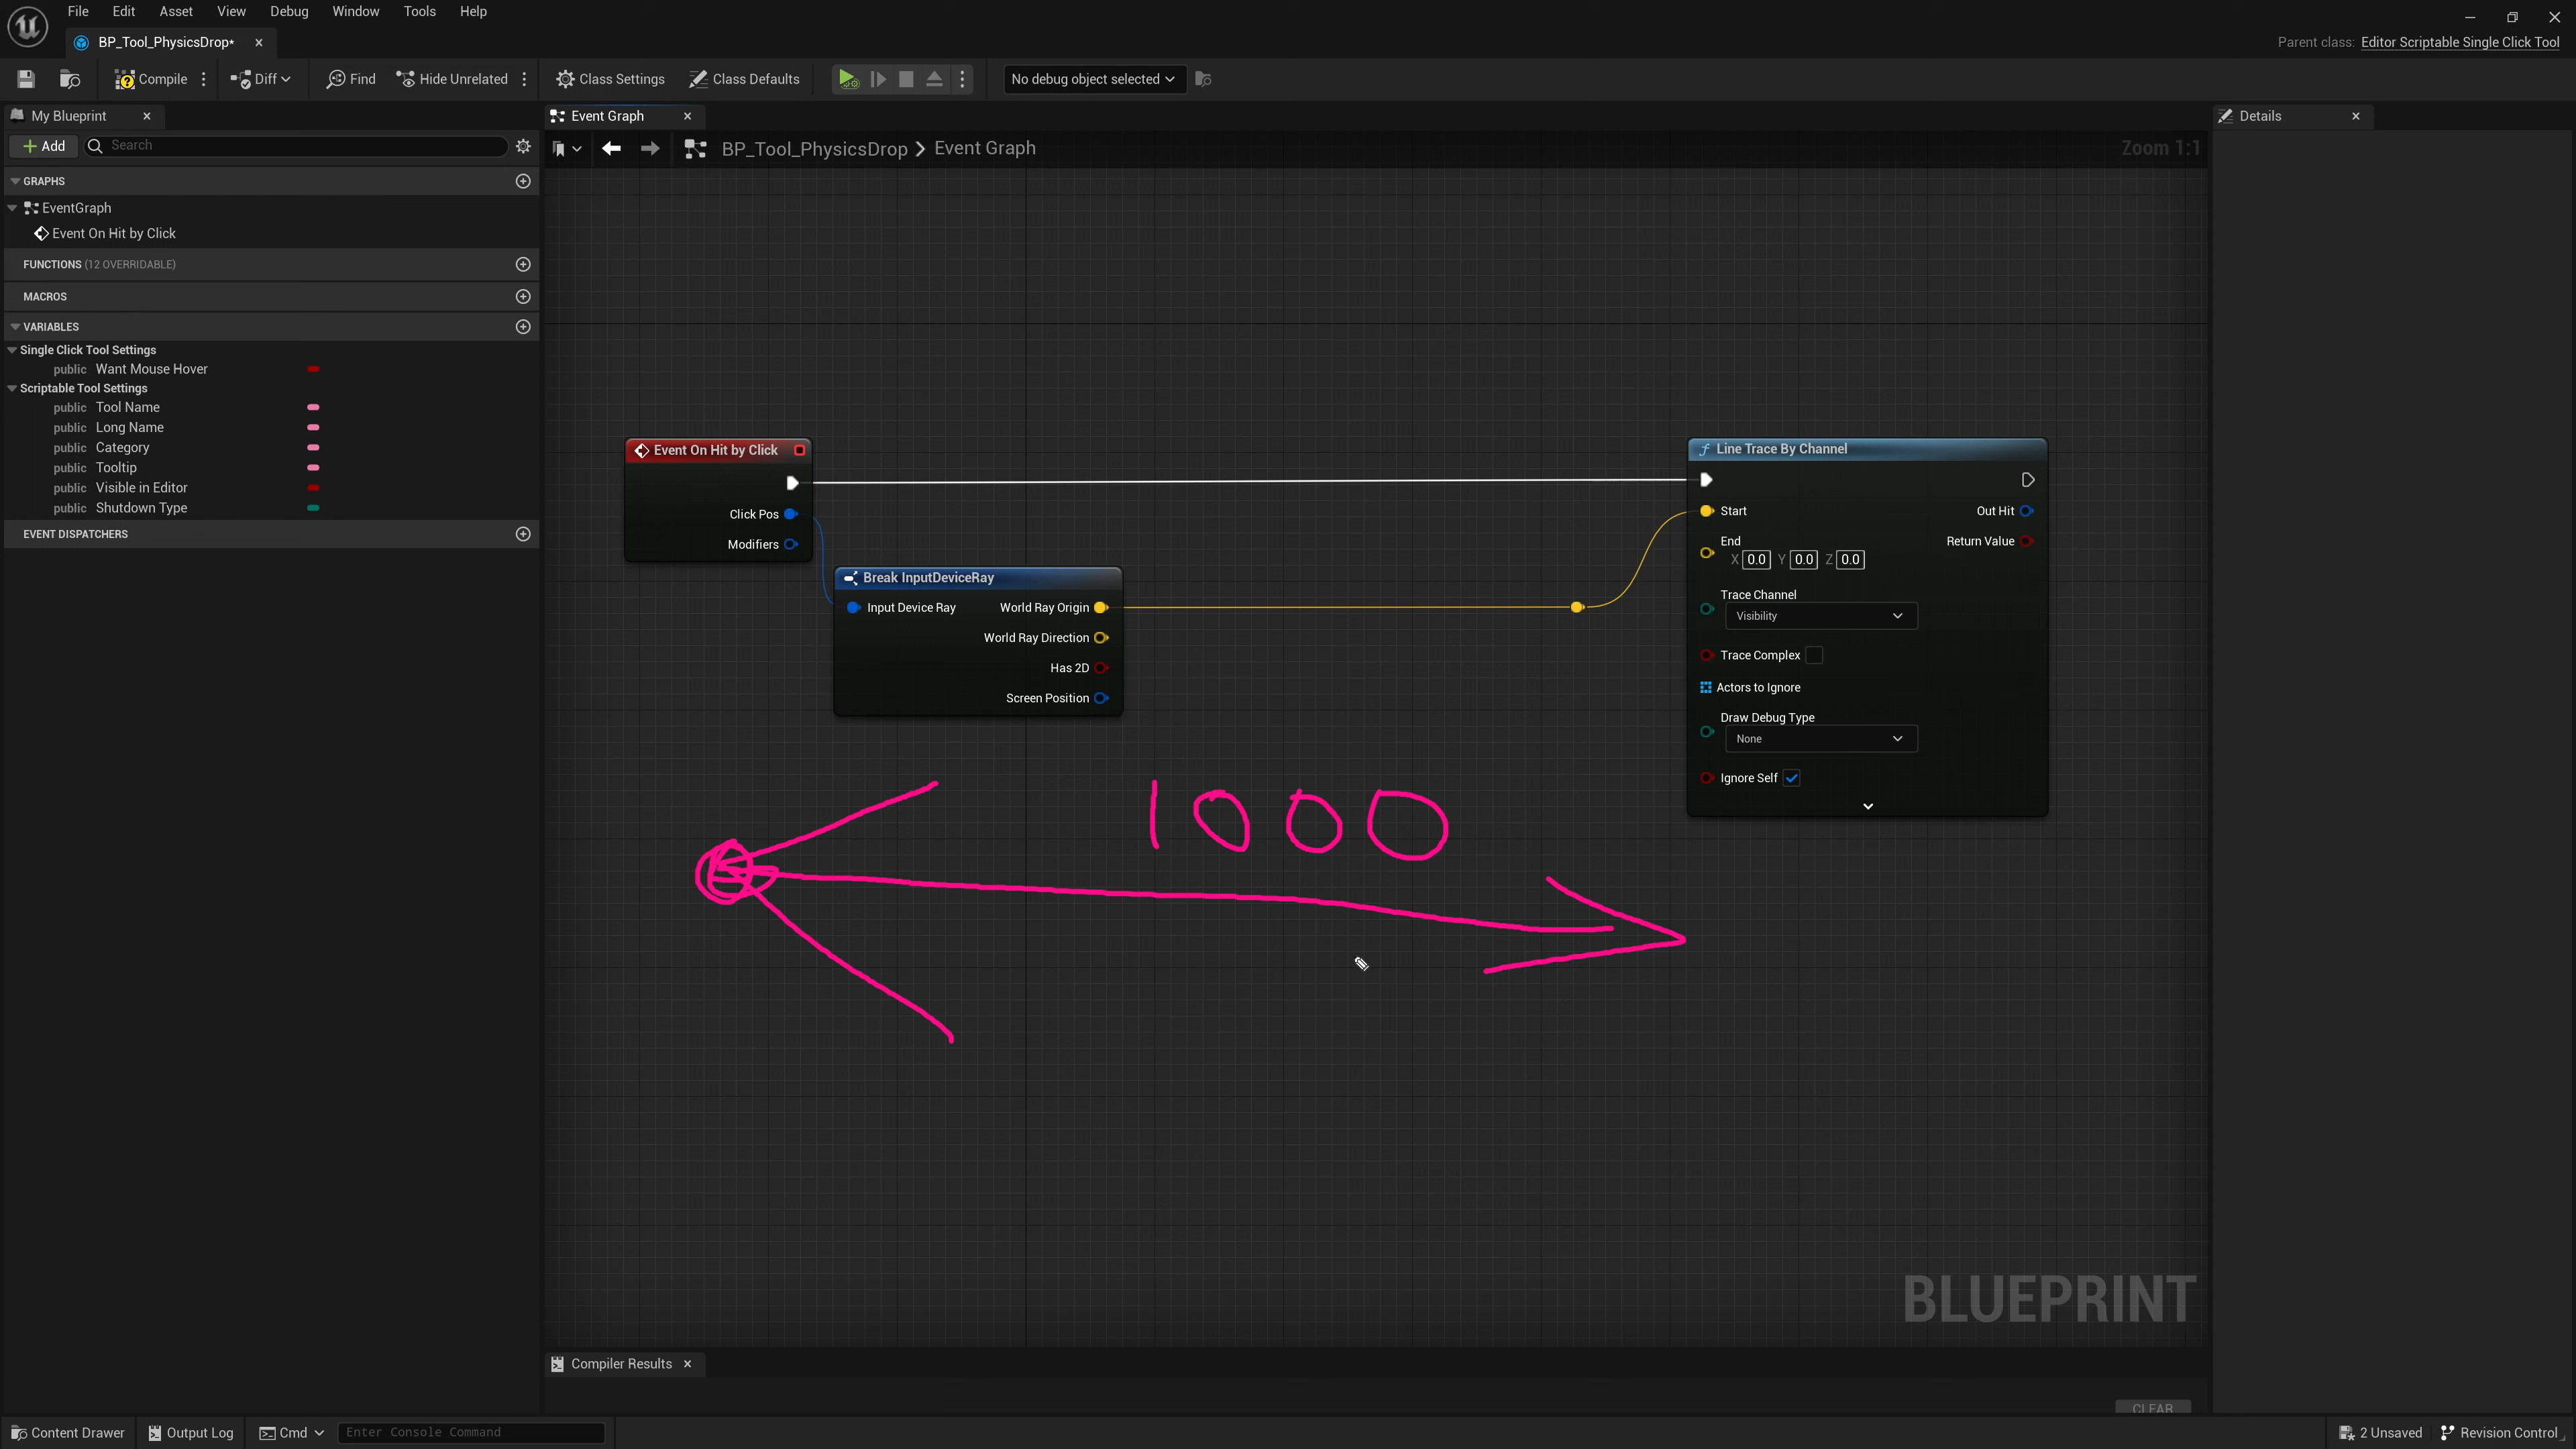 File Edit Asset View Debug Window Tools Help
BP_Tool_PhysicsDrop*
Parent class: Editor Scriptable Single Click Tool
Compile Diff Find Hide Unrelated Class Settings Class Defaults No debug object selected
My Blueprint
Event Graph
Details
Add Search
BP_Tool_PhysicsDrop > Event Graph
Zoom 1:1
GRAPHS
EventGraph
Event On Hit by Click
FUNCTIONS (12 OVERRIDABLE)
MACROS
VARIABLES
Single Click Tool Settings
public Want Mouse Hover
Scriptable Tool Settings
public Tool Name
public Long Name
public Category
public Tooltip
public Visible in Editor
public Shutdown Type
EVENT DISPATCHERS
Event On Hit by Click
Click Pos
Modifiers
Break InputDeviceRay
Input Device Ray World Ray Origin
World Ray Direction
Has 2D
Screen Position
Line Trace By Channel
Start Out Hit
End Return Value
X 0.0 Y 0.0 Z 0.0
Trace Channel
Visibility
Trace Complex
Actors to Ignore
Draw Debug Type
None
Ignore Self
1000
BLUEPRINT
Compiler Results
CLEAR
Content Drawer Output Log Cmd Enter Console Command
2 Unsaved Revision Control